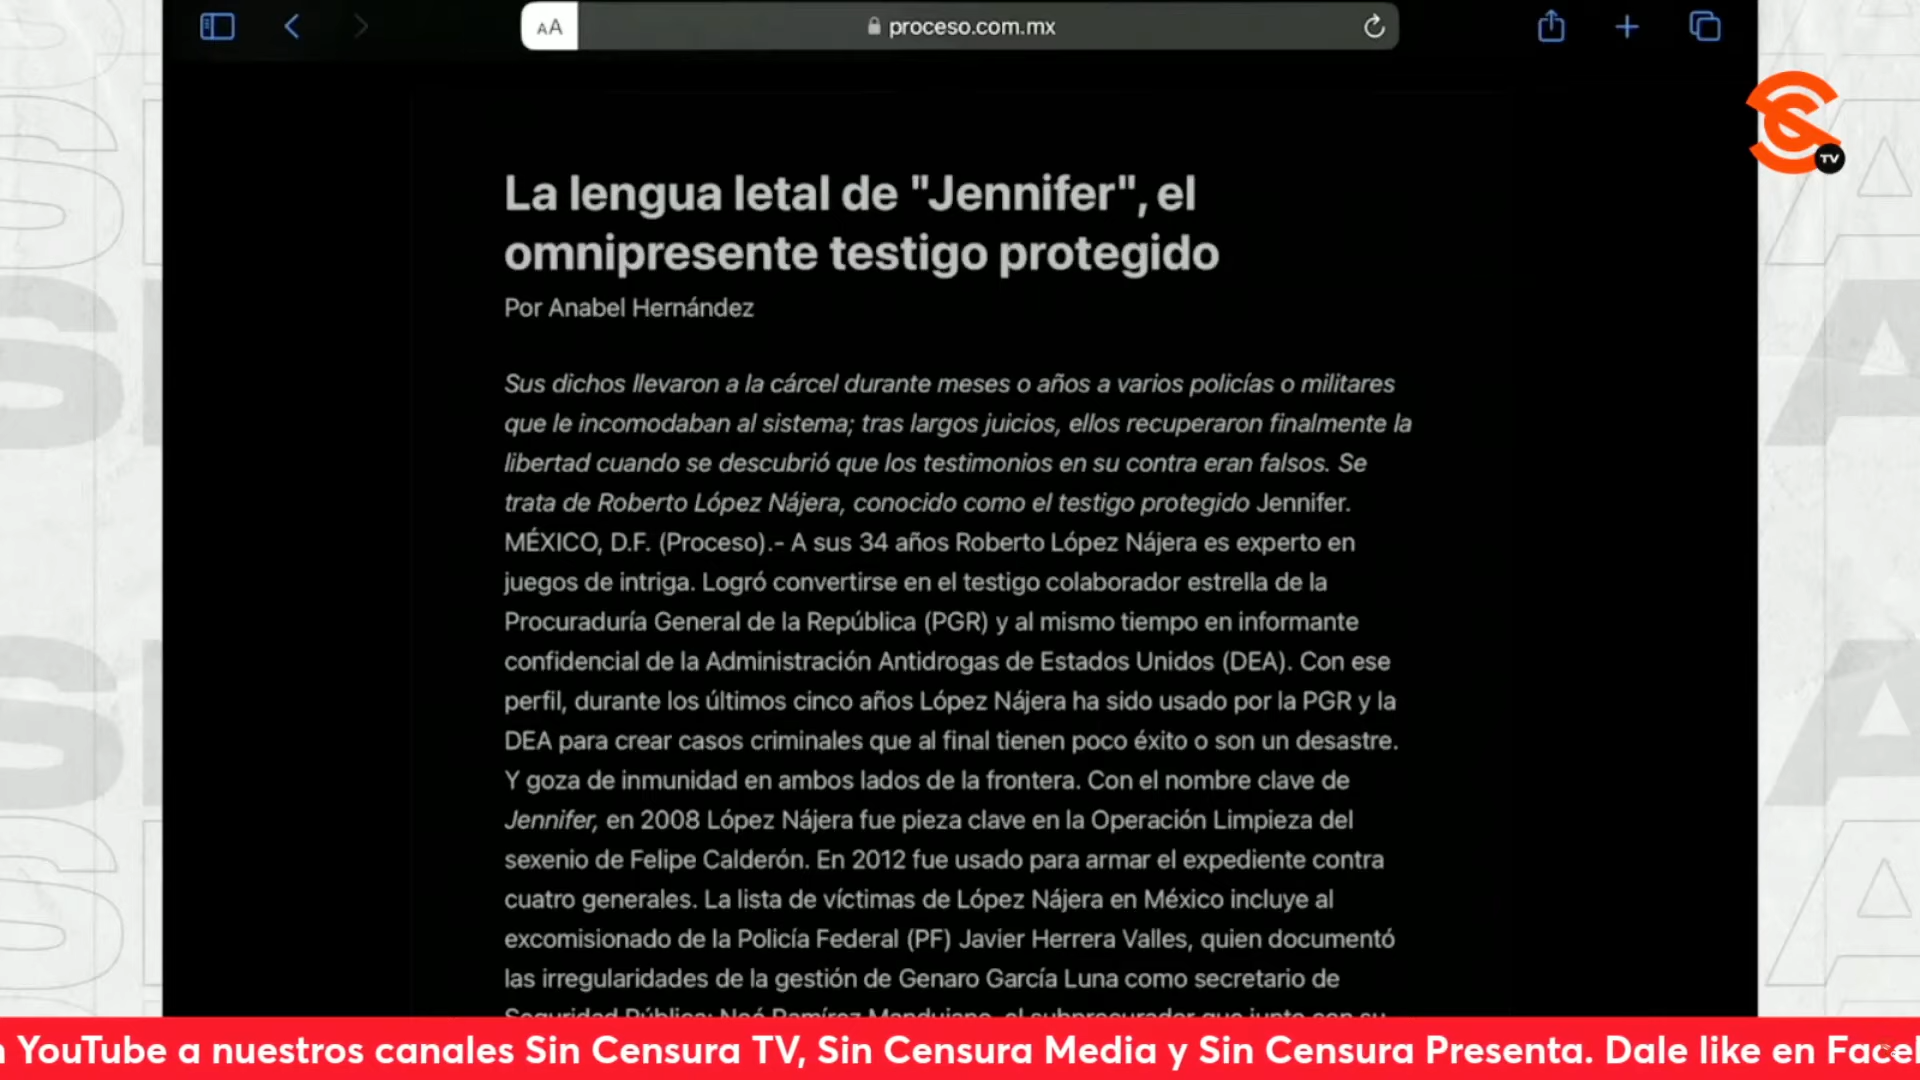 AA
proceso.com.mx
TV
La lengua letal de "Jennifer", el
omnipresente testigo protegido
Por Anabel Hernández
Sus dichos llevaron a la cárcel durante meses o años a varios policías o militares
que le incomodaban al sistema; tras largos juicios, ellos recuperaron finalmente la
libertad cuando se descubrió que los testimonios en su contra eran falsos. Se
trata de Roberto López Nájera, conocido como el testigo protegido Jennifer.
MÉXICO, D.F. (Proceso).- A sus 34 años Roberto López Nájera es experto en
juegos de intriga. Logró convertirse en el testigo colaborador estrella de la
Procuraduría General de la República (PGR) y al mismo tiempo en informante
confidencial de la Administración Antidrogas de Estados Unidos (DEA). Con ese
perfil, durante los últimos cinco años López Nájera ha sido usado por la PGR y la
DEA para crear casos criminales que al final tienen poco éxito o son un desastre.
Y goza de inmunidad en ambos lados de la frontera. Con el nombre clave de
Jennifer, en 2008 López Nájera fue pieza clave en la Operación Limpieza del
sexenio de Felipe Calderón. En 2012 fue usado para armar el expediente contra
cuatro generales. La lista de víctimas de López Nájera en México incluye al
excomisionado de la Policía Federal (PF) Javier Herrera Valles, quien documentó
las irregularidades de la gestión de Genaro García Luna como secretario de
Seguridad Pública; Noé Ramírez Mandujano, el subprocurador que junto con su
YouTube a nuestros canales Sin Censura TV, Sin Censura Media y Sin Censura Presenta. Dale like en